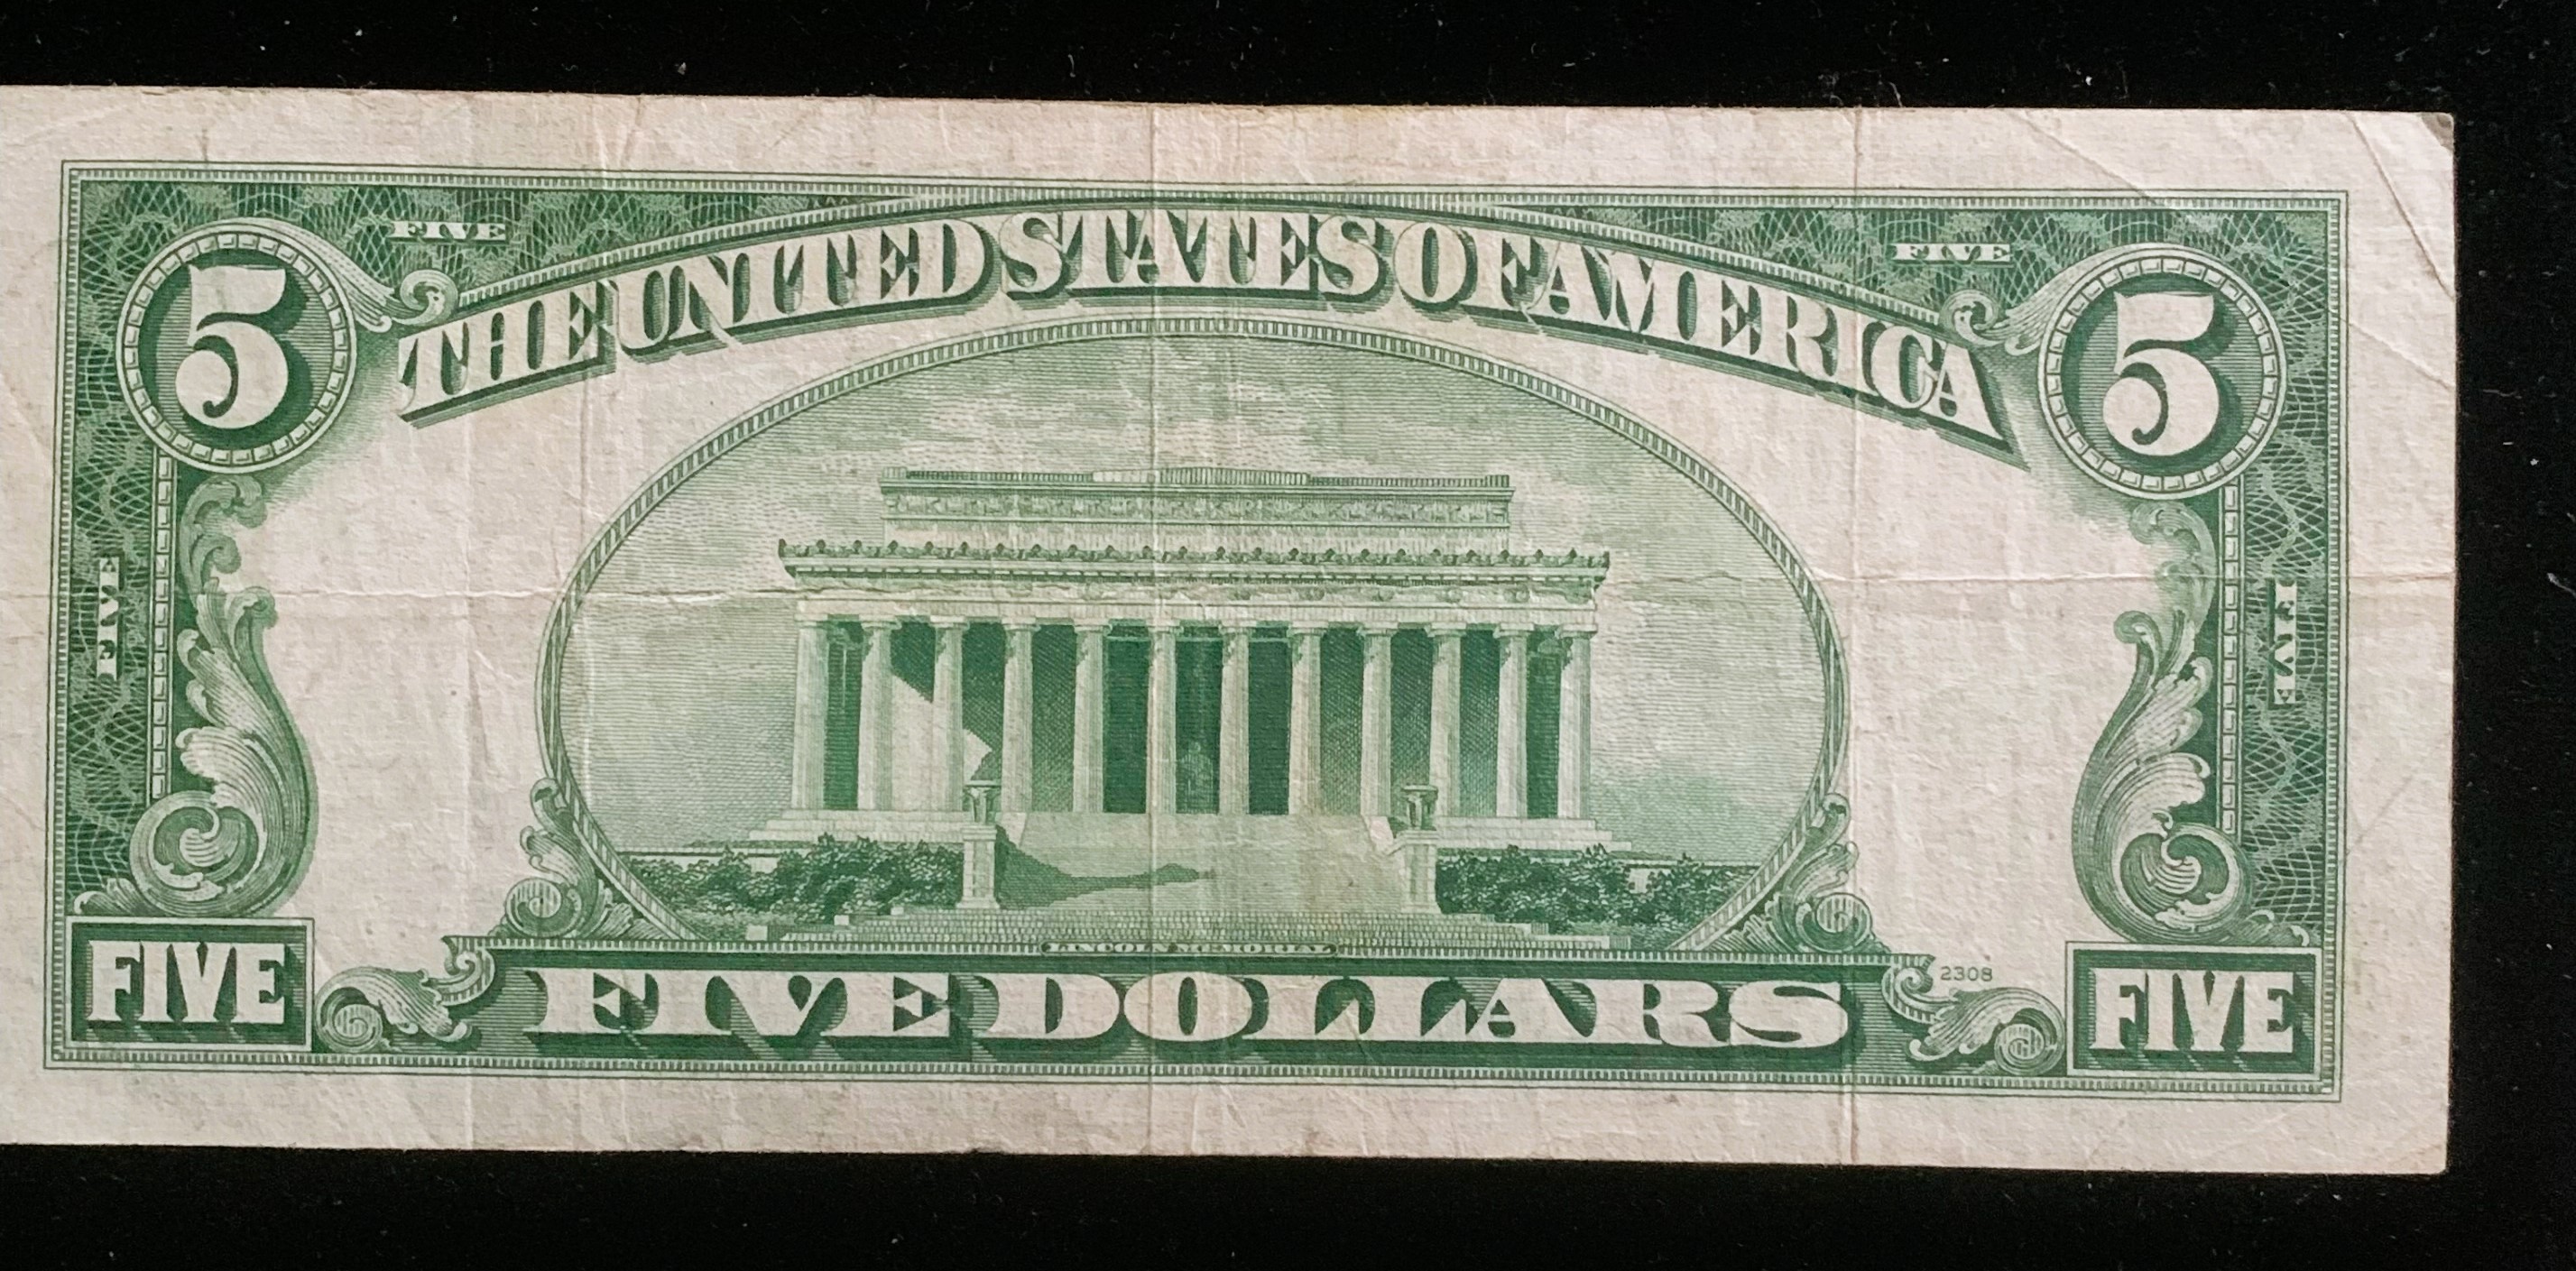 FIVE FIVE
5 THE UNITED STATES OF AMERICA 5
FIVE FIVE
LINCOLN MEMORIAL
2308
FIVE FIVE DOLLARS FIVE